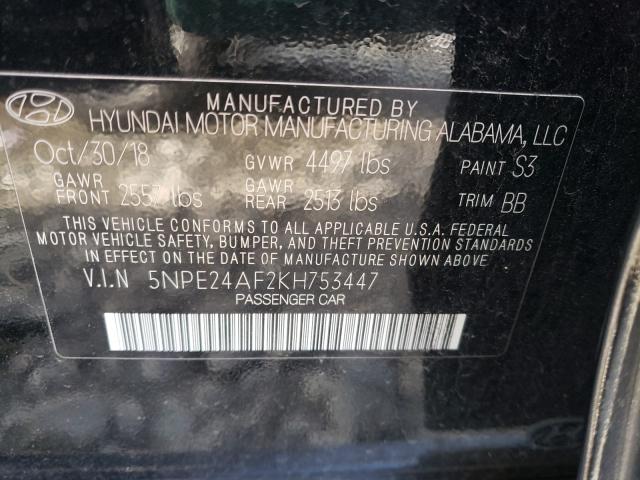 MANUFACTURED BY
HYUNDAI MOTOR MANUFACTURING ALABAMA, LLC
Oct/30/18 GVWR 4497 lbs PAINT S3
GAWR FRONT 2557 lbs GAWR REAR 2513 lbs TRIM BB
THIS VEHICLE CONFORMS TO ALL APPLICABLE U.S.A. FEDERAL
MOTOR VEHICLE SAFETY, BUMPER, AND THEFT PREVENTION STANDARDS
IN EFFECT ON THE DATE OF MANUFACTURE SHOWN ABOVE.
V.I.N 5NPE24AF2KH753447
PASSENGER CAR